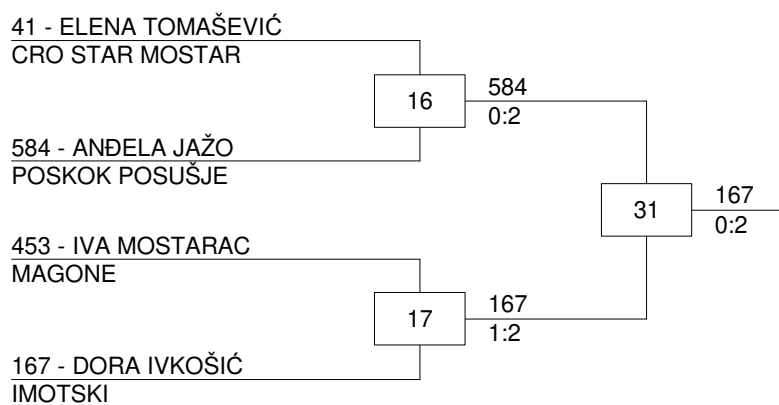 41 - ELENA TOMAŠEVIĆ
CRO STAR MOSTAR
16
584
0:2
584 - ANĐELA JAŽO
POSKOK POSUŠJE
31
167
0:2
453 - IVA MOSTARAC
MAGONE
17
167
1:2
167 - DORA IVKOŠIĆ
IMOTSKI